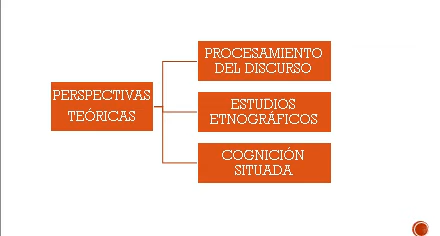 PERSPECTIVAS
TEÓRICAS
PROCESAMIENTO
DEL DISCURSO
ESTUDIOS
ETNOGRÁFICOS
COGNICIÓN
SITUADA